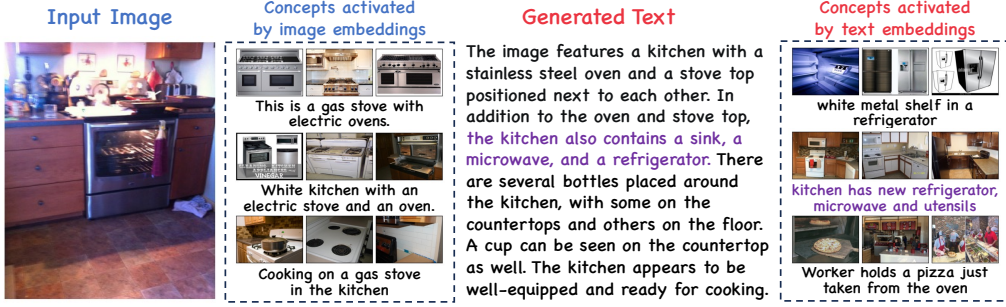 Input Image
Concepts activated
by image embeddings
This is a gas stove with
electric ovens.
VINEGAR
White kitchen with an
electric stove and an oven.
Cooking on a gas stove
in the kitchen
Generated Text
The image features a kitchen with a
stainless steel oven and a stove top
positioned next to each other. In
addition to the oven and stove top,
the kitchen also contains a sink, a
microwave, and a refrigerator. There
are several bottles placed around
the kitchen, with some on the
countertops and others on the floor.
A cup can be seen on the countertop
as well. The kitchen appears to be
well-equipped and ready for cooking.
Concepts activated
by text embeddings
white metal shelf in a
refrigerator
kitchen has new refrigerator,
microwave and utensils
Worker holds a pizza just
taken from the oven